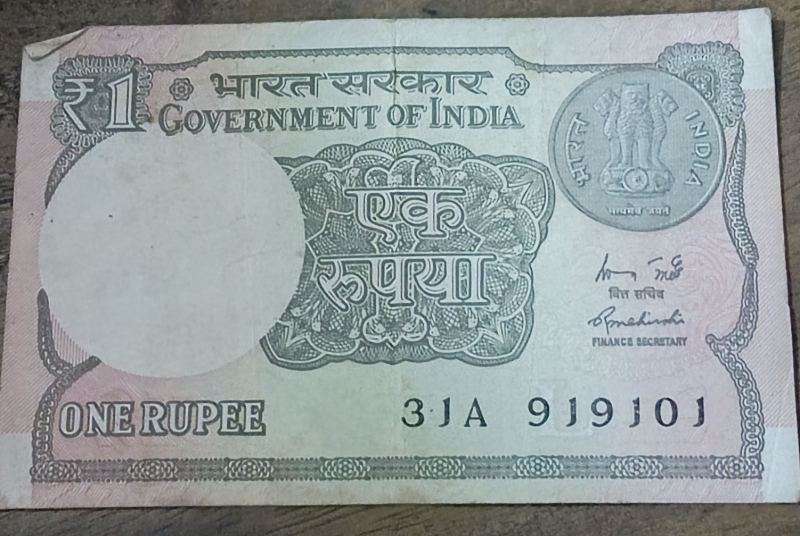 ₹1
भारत सरकार
GOVERNMENT OF INDIA
भारत
INDIA
सत्यमेव जयते
एक
रुपया
वित्त सचिव
FINANCE SECRETARY
ONE RUPEE
31A 919101